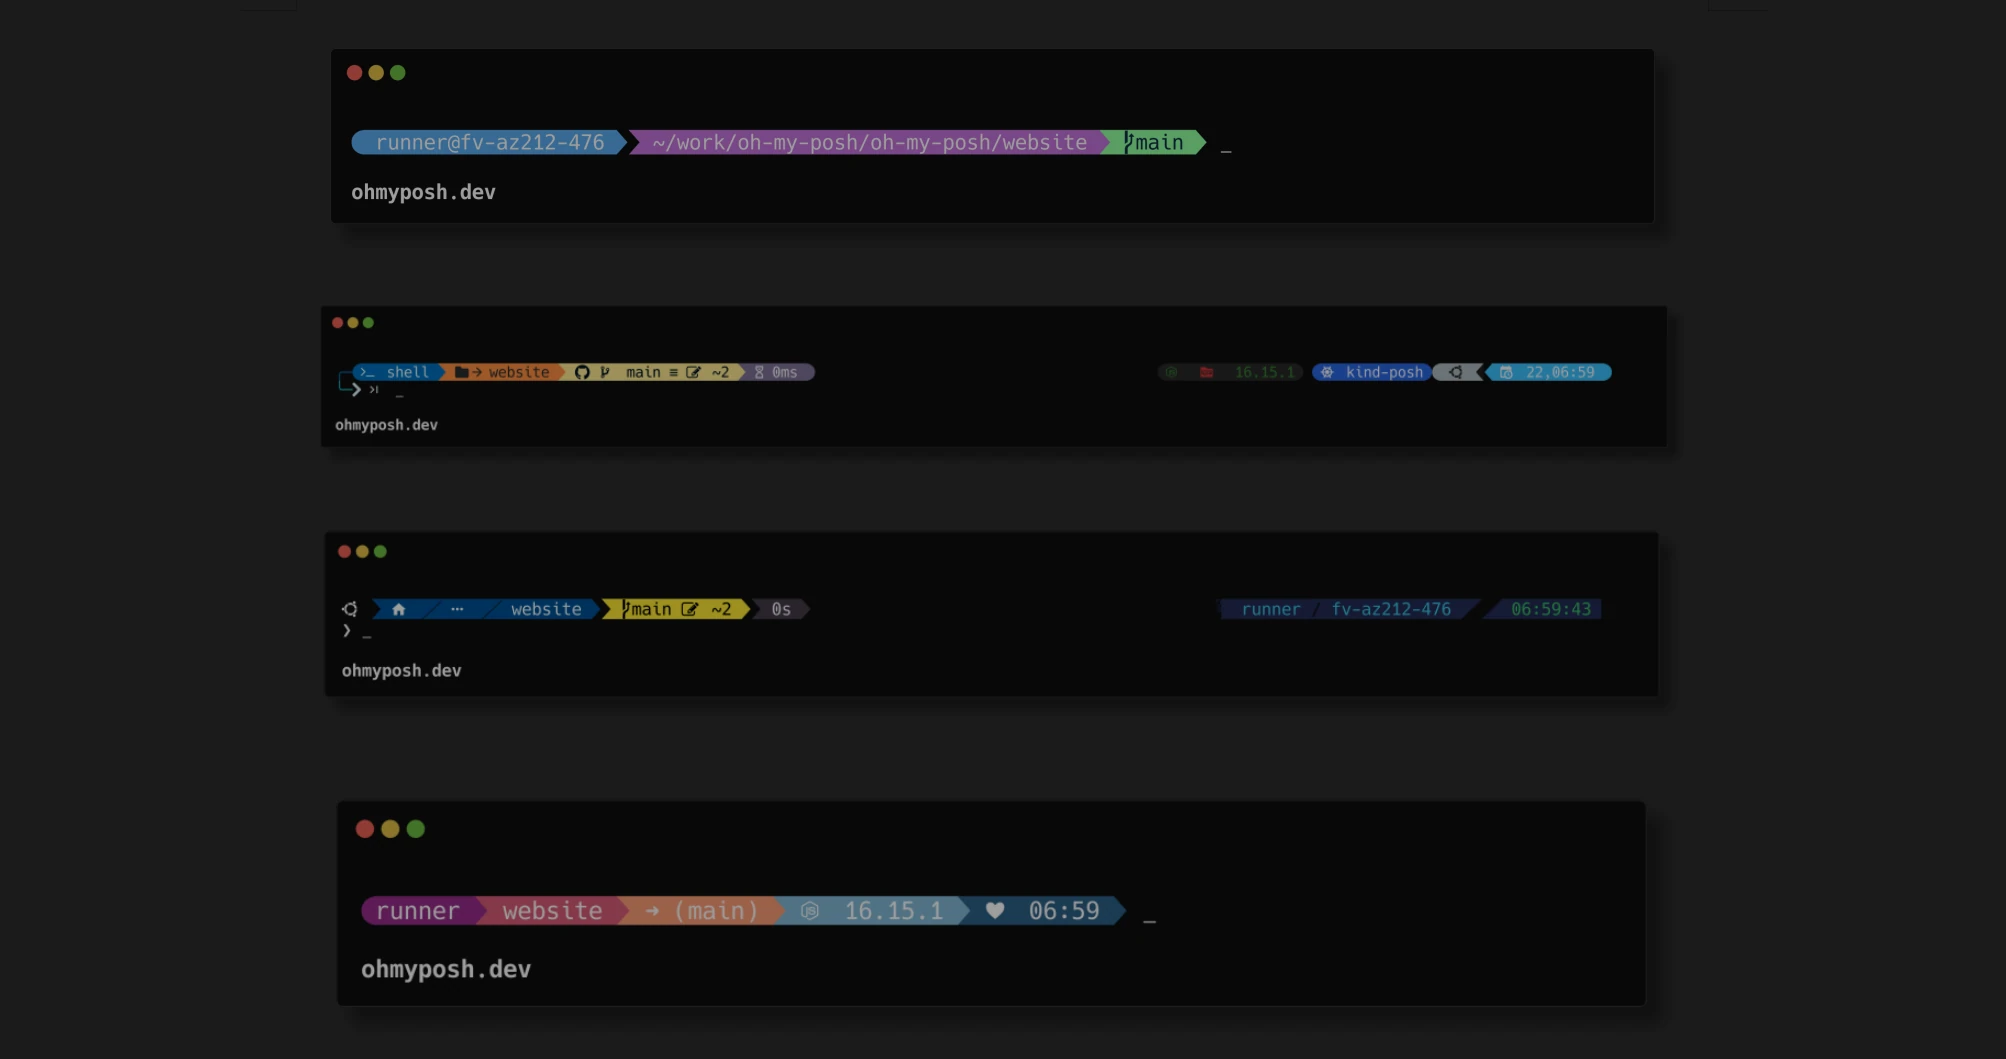 runner@fv-az212-476 ~/work/oh-my-posh/oh-my-posh/website main _
ohmyposh.dev
>_ shell → website main ≡ ~2 0ms 16.15.1 kind-posh 22,06:59
❯ >| _
ohmyposh.dev
… website main ~2 0s runner / fv-az212-476 06:59:43
❯ _
ohmyposh.dev
runner website → (main) JS 16.15.1 ♥ 06:59 _
ohmyposh.dev